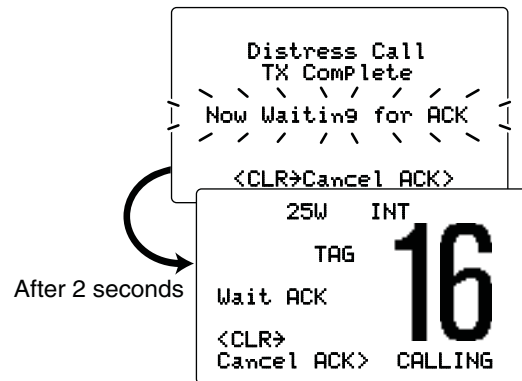 Distress Call
TX Complete
Now Waiting for ACK
<CLR→Cancel ACK>
After 2 seconds
25W INT
TAG
16
Wait ACK
<CLR→
Cancel ACK> CALLING